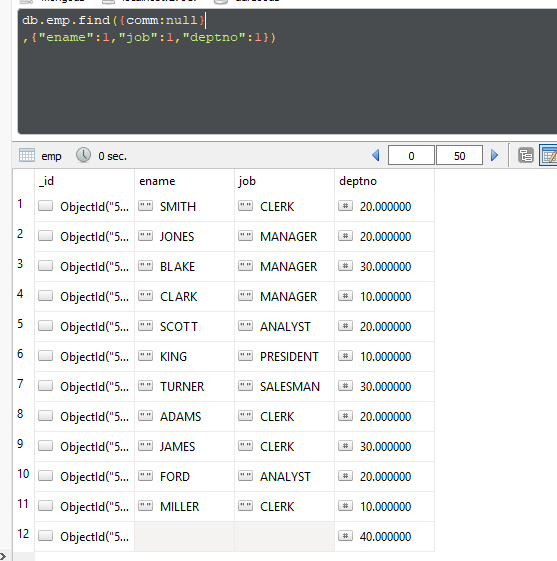 db.emp.find({comm:null}
,{"ename":1,"job":1,"deptno":1})
emp 0 sec. 0 50
_id ename job deptno
1 ObjectId("5... "" SMITH "" CLERK # 20.000000
2 ObjectId("5... "" JONES "" MANAGER # 20.000000
3 ObjectId("5... "" BLAKE "" MANAGER # 30.000000
4 ObjectId("5... "" CLARK "" MANAGER # 10.000000
5 ObjectId("5... "" SCOTT "" ANALYST # 20.000000
6 ObjectId("5... "" KING "" PRESIDENT # 10.000000
7 ObjectId("5... "" TURNER "" SALESMAN # 30.000000
8 ObjectId("5... "" ADAMS "" CLERK # 20.000000
9 ObjectId("5... "" JAMES "" CLERK # 30.000000
10 ObjectId("5... "" FORD "" ANALYST # 20.000000
11 ObjectId("5... "" MILLER "" CLERK # 10.000000
12 ObjectId("5... # 40.000000